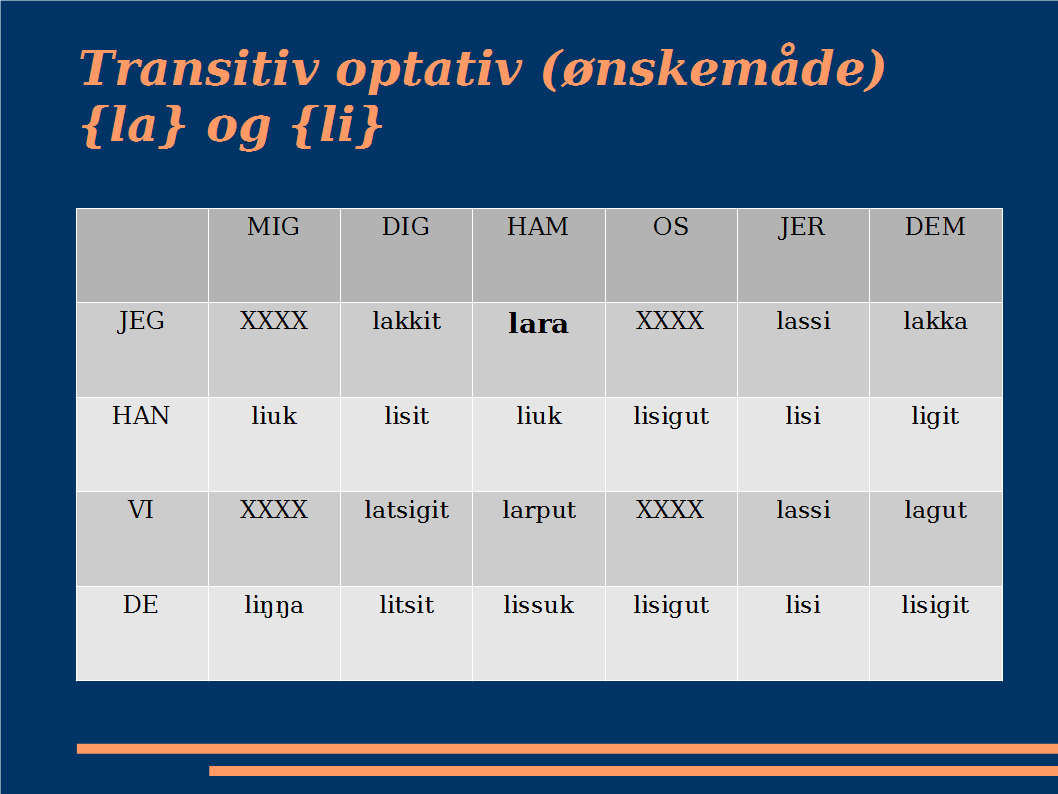 Transitiv optativ (ønskemåde)
{la} og {li}
MIG DIG HAM OS JER DEM
JEG XXXX lakkit lara XXXX lassi lakka
HAN liuk lisit liuk lisigut lisi ligit
VI XXXX latsigit larput XXXX lassi lagut
DE liŋŋa litsit lissuk lisigut lisi lisigit